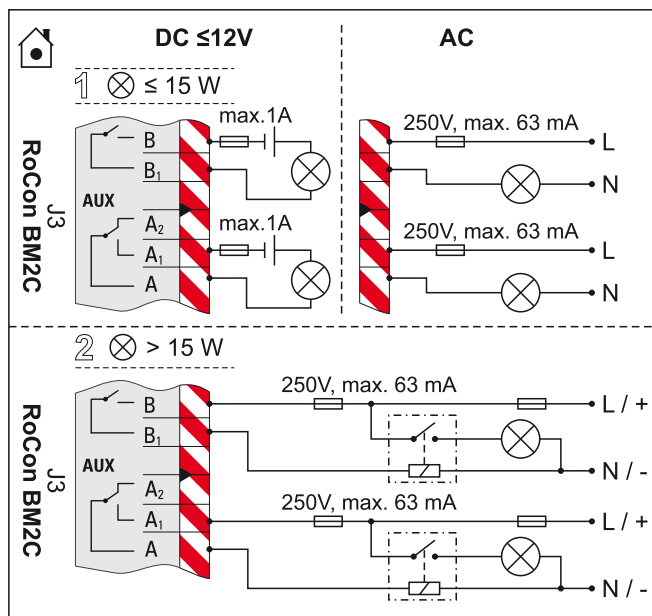 DC ≤12V
AC
1 ≤ 15 W
max.1A
250V, max. 63 mA
B
L
B₁
N
RoCon BM2C
J3
AUX
A₂
max.1A
250V, max. 63 mA
A₁
L
A
N
2 > 15 W
250V, max. 63 mA
B
L / +
B₁
RoCon BM2C
J3
AUX
N / -
A₂
250V, max. 63 mA
A₁
L / +
A
N / -